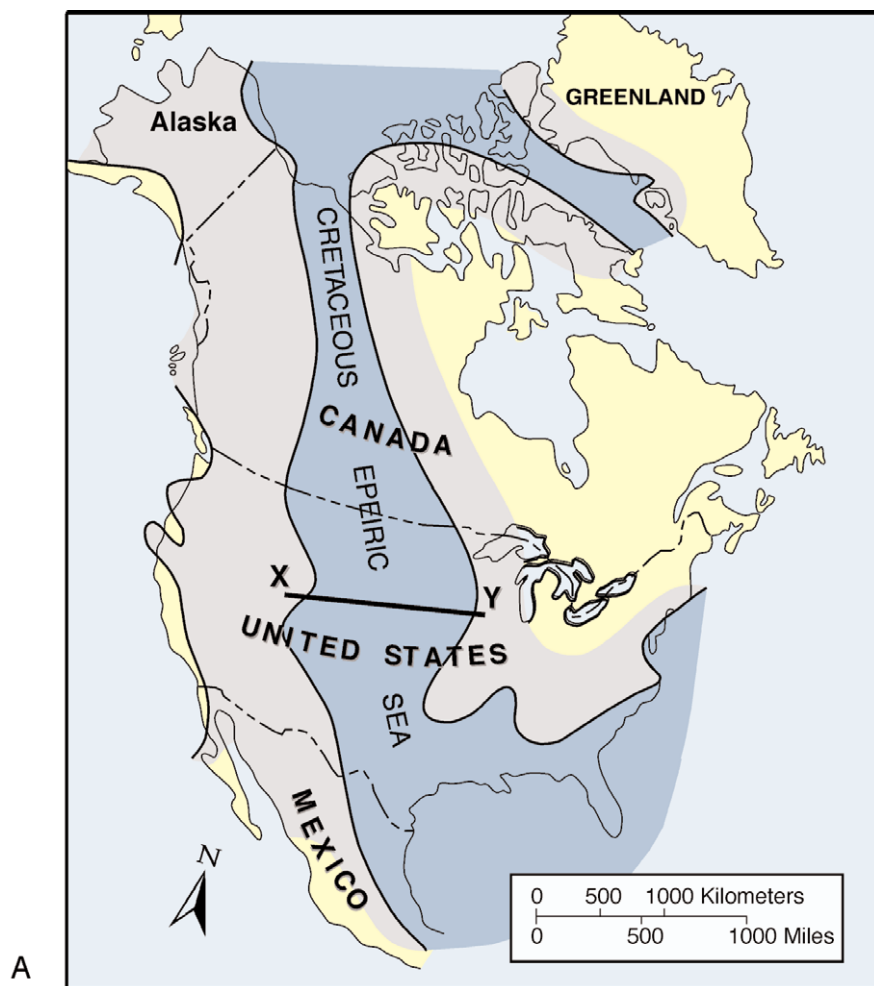 Alaska
GREENLAND
CRETACEOUS
CANADA
EPEIRIC
X
Y
UNITED STATES
SEA
MEXICO
N
0 500 1000 Kilometers
0 500 1000 Miles
A